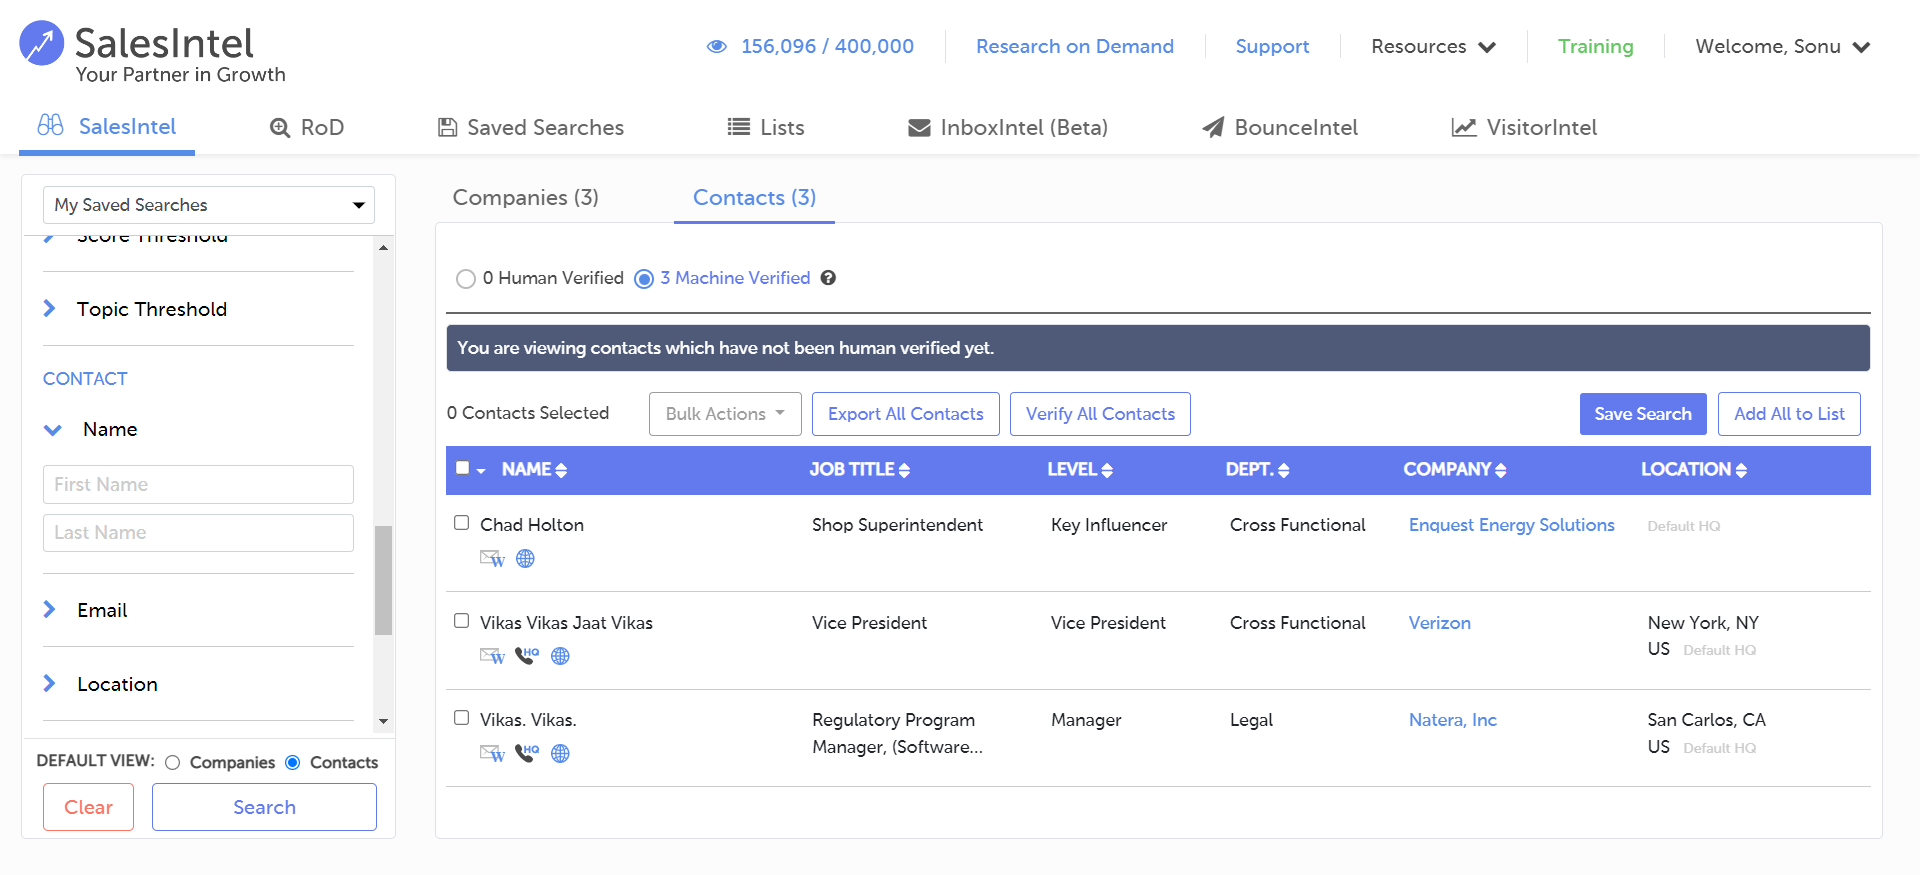 SalesIntel
Your Partner in Growth
156,096 / 400,000
Research on Demand
Support
Resources
Training
Welcome, Sonu
SalesIntel
RoD
Saved Searches
Lists
InboxIntel (Beta)
BounceIntel
VisitorIntel
My Saved Searches
Score Threshold
Topic Threshold
CONTACT
Name
First Name
Last Name
Email
Location
DEFAULT VIEW: Companies Contacts
Clear
Search
Companies (3)
Contacts (3)
0 Human Verified 3 Machine Verified ?
You are viewing contacts which have not been human verified yet.
0 Contacts Selected
Bulk Actions
Export All Contacts
Verify All Contacts
Save Search
Add All to List
NAME JOB TITLE LEVEL DEPT. COMPANY LOCATION
Chad Holton Shop Superintendent Key Influencer Cross Functional Enquest Energy Solutions Default HQ
W
Vikas Vikas Jaat Vikas Vice President Vice President Cross Functional Verizon New York, NY
US Default HQ
W HQ
Vikas. Vikas. Regulatory Program Manager Legal Natera, Inc San Carlos, CA
Manager, (Software... US Default HQ
W HQ